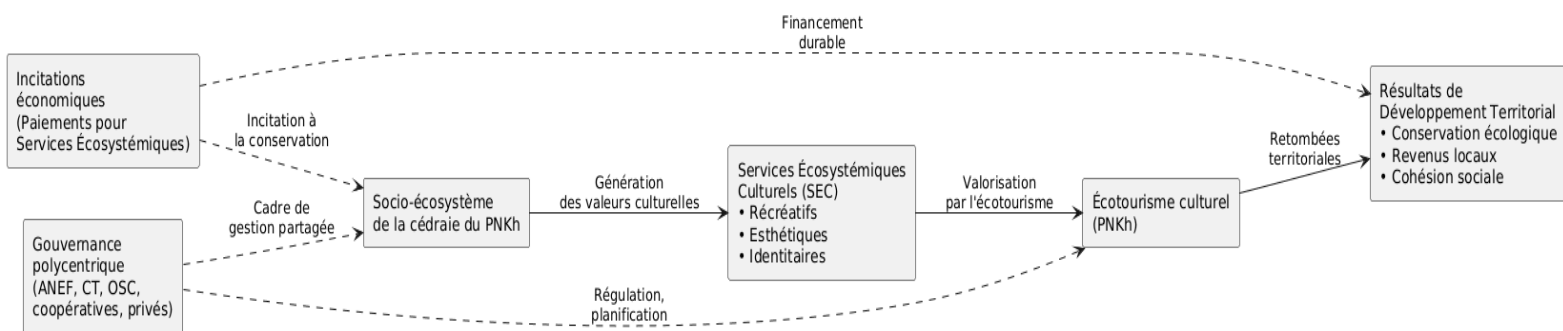 Financement
durable
Incitations
économiques
(Paiements pour
Services Écosystémiques)
Incitation à
la conservation
Cadre de
gestion partagée
Gouvernance
polycentrique
(ANEF, CT, OSC,
coopératives, privés)
Socio-écosystème
de la cédraie du PNKh
Génération
des valeurs culturelles
Services Écosystémiques
Culturels (SEC)
• Récréatifs
• Esthétiques
• Identitaires
Valorisation
par l'écotourisme
Régulation,
planification
Écotourisme culturel
(PNKh)
Retombées
territoriales
Résultats de
Développement Territorial
• Conservation écologique
• Revenus locaux
• Cohésion sociale